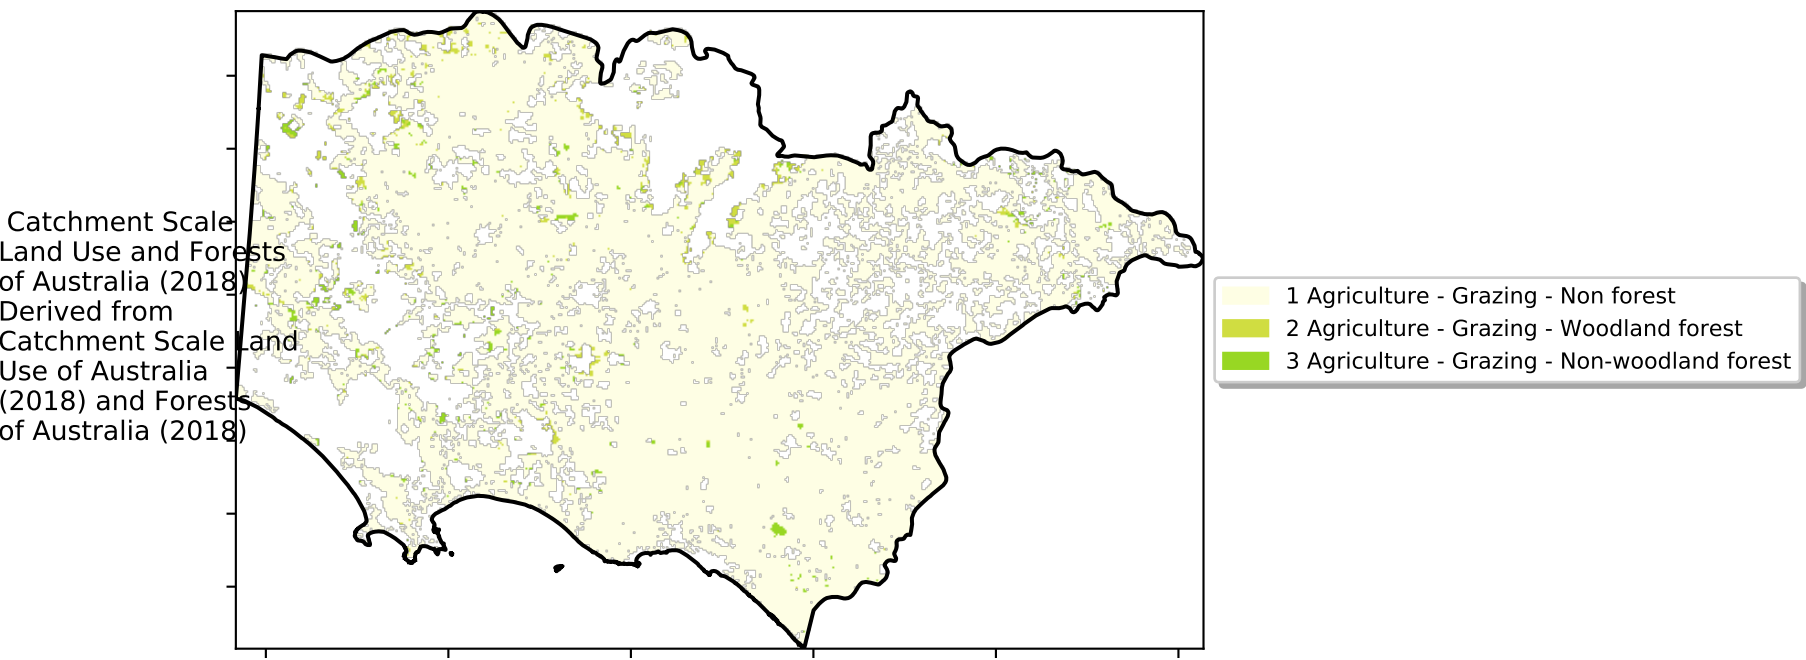 Catchment Scale
Land Use and Forests
of Australia (2018)
Derived from
Catchment Scale Land
Use of Australia
(2018) and Forests
of Australia (2018)
1 Agriculture - Grazing - Non forest
2 Agriculture - Grazing - Woodland forest
3 Agriculture - Grazing - Non-woodland forest